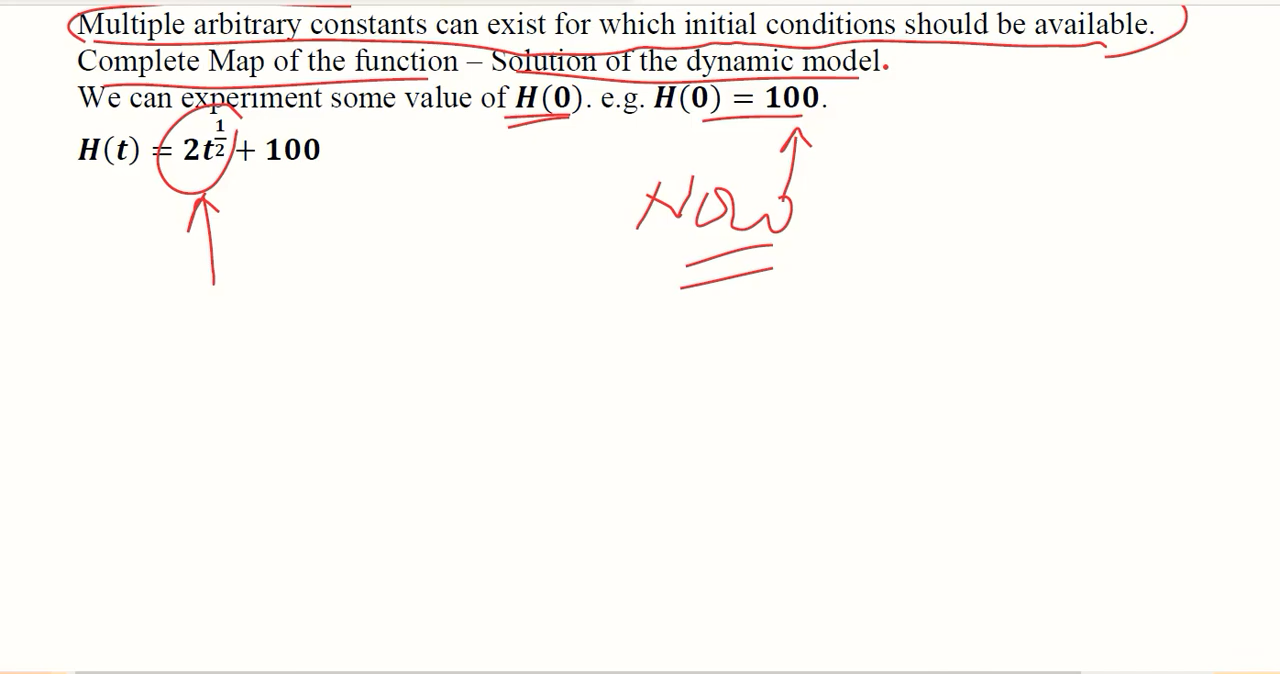 Multiple arbitrary constants can exist for which initial conditions should be available.
Complete Map of the function – Solution of the dynamic model.
We can experiment some value of H(0). e.g. H(0) = 100.
H(t) = 2t^{1/2} + 100
Now